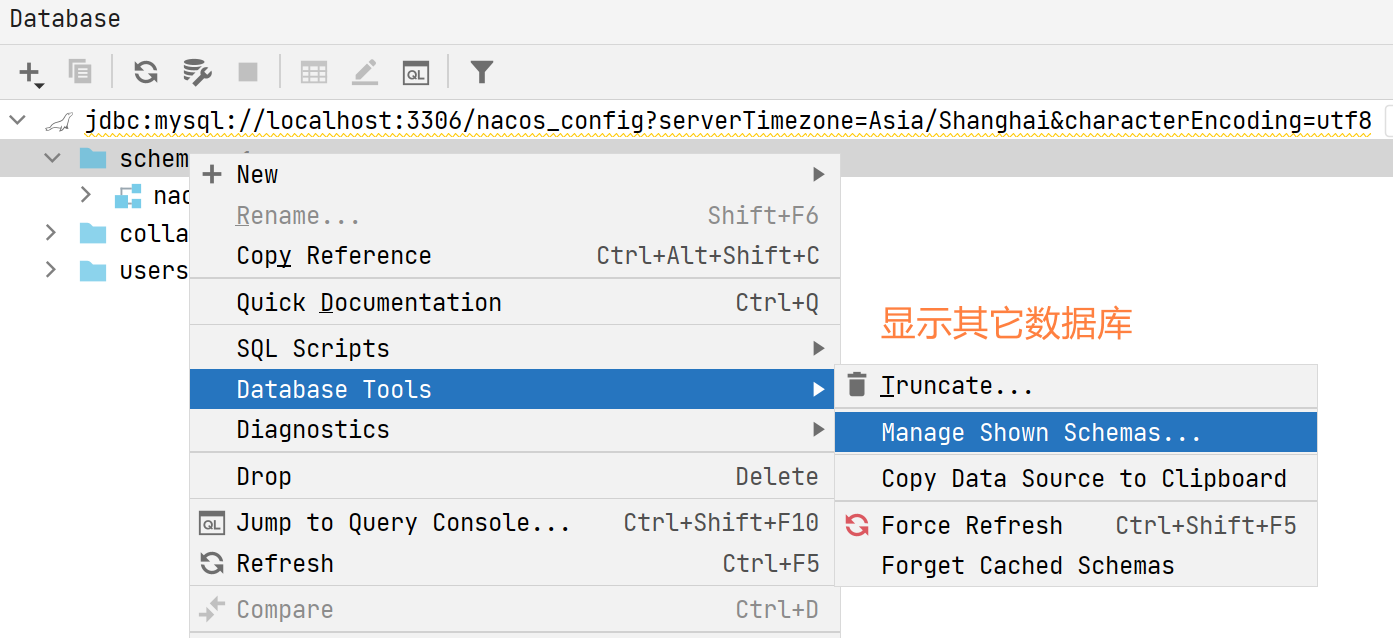 Database
QL
jdbc:mysql://localhost:3306/nacos_config?serverTimezone=Asia/Shanghai&characterEncoding=utf8
schem
nac
colla
users
New
Rename... Shift+F6
Copy Reference Ctrl+Alt+Shift+C
Quick Documentation Ctrl+Q
SQL Scripts
Database Tools
Diagnostics
Drop Delete
QL Jump to Query Console... Ctrl+Shift+F10
Refresh Ctrl+F5
Compare Ctrl+D
显示其它数据库
Truncate...
Manage Shown Schemas...
Copy Data Source to Clipboard
Force Refresh Ctrl+Shift+F5
Forget Cached Schemas